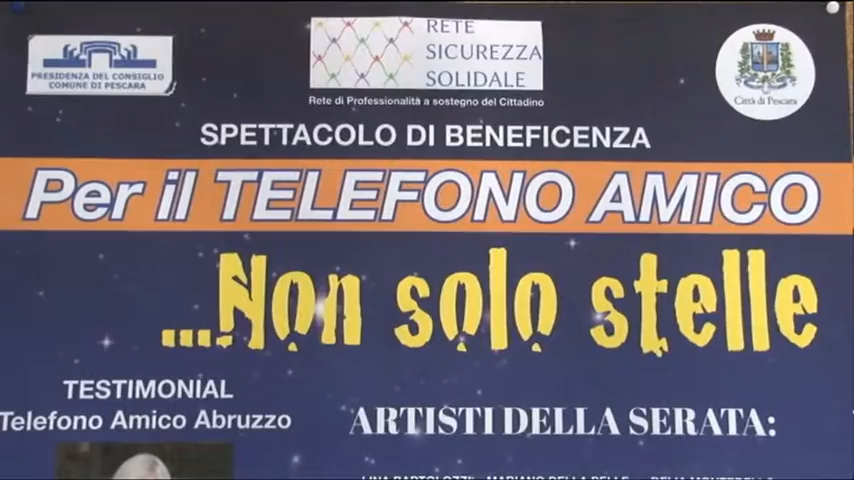 PRESIDENZA DEL CONSIGLIO
COMUNE DI PESCARA
RETE
SICUREZZA
SOLIDALE
Rete di Professionalità a sostegno del Cittadino
Città di Pescara
SPETTACOLO DI BENEFICENZA
Per il TELEFONO AMICO
...Non solo stelle
TESTIMONIAL
Telefono Amico Abruzzo
ARTISTI DELLA SERATA: